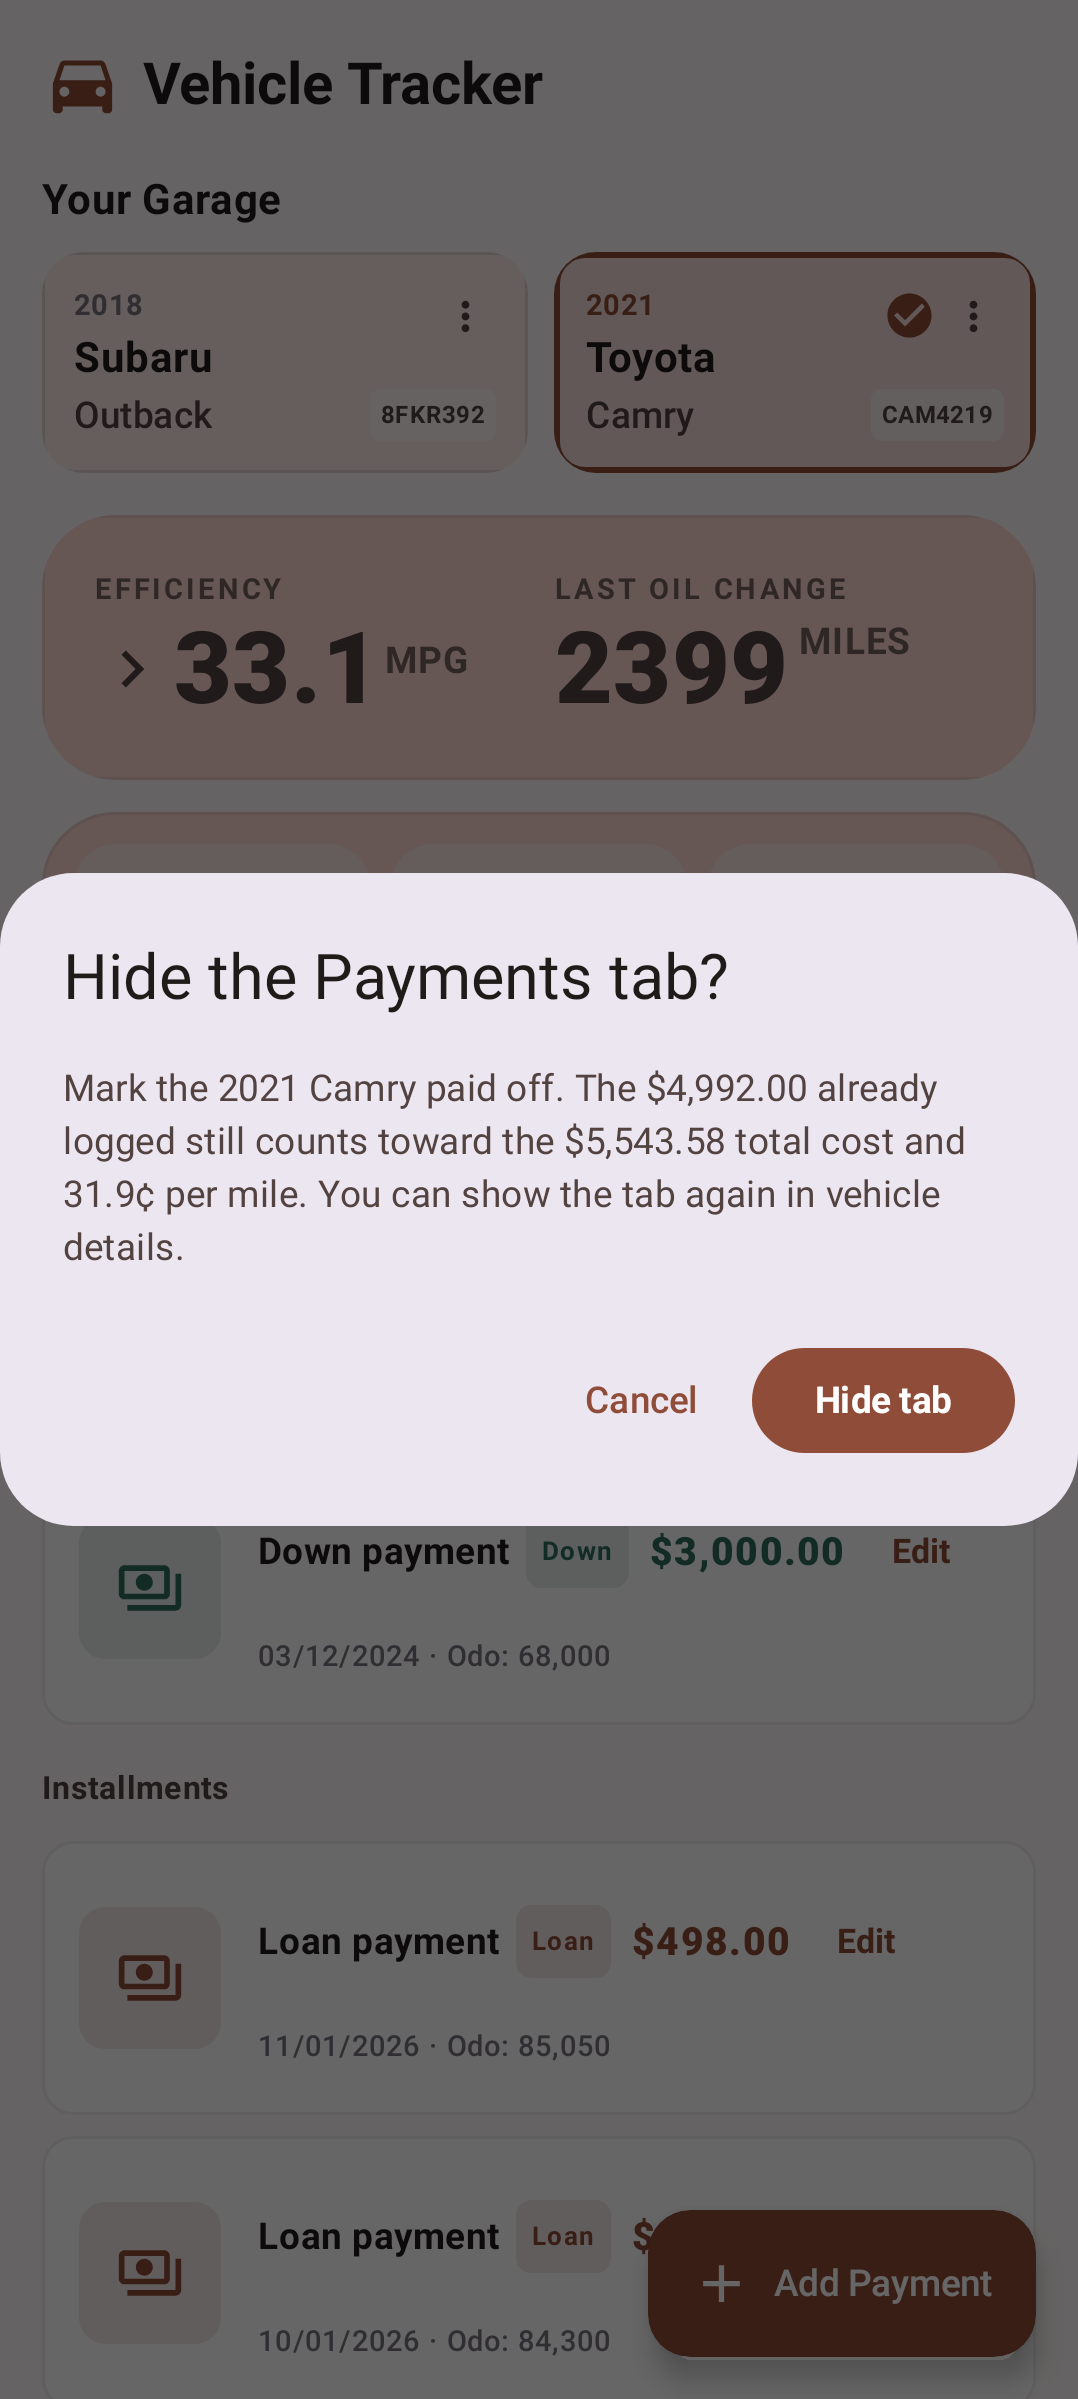 Vehicle Tracker
Your Garage
2018
Subaru
Outback
8FKR392
2021
Toyota
Camry
CAM4219
EFFICIENCY
33.1 MPG
LAST OIL CHANGE
2399 MILES
Hide the Payments tab?
Mark the 2021 Camry paid off. The $4,992.00 already
logged still counts toward the $5,543.58 total cost and
31.9¢ per mile. You can show the tab again in vehicle
details.
Cancel
Hide tab
Down payment Down $3,000.00 Edit
03/12/2024 · Odo: 68,000
Installments
Loan payment Loan $498.00 Edit
11/01/2026 · Odo: 85,050
Loan payment Loan $
10/01/2026 · Odo: 84,300
Add Payment